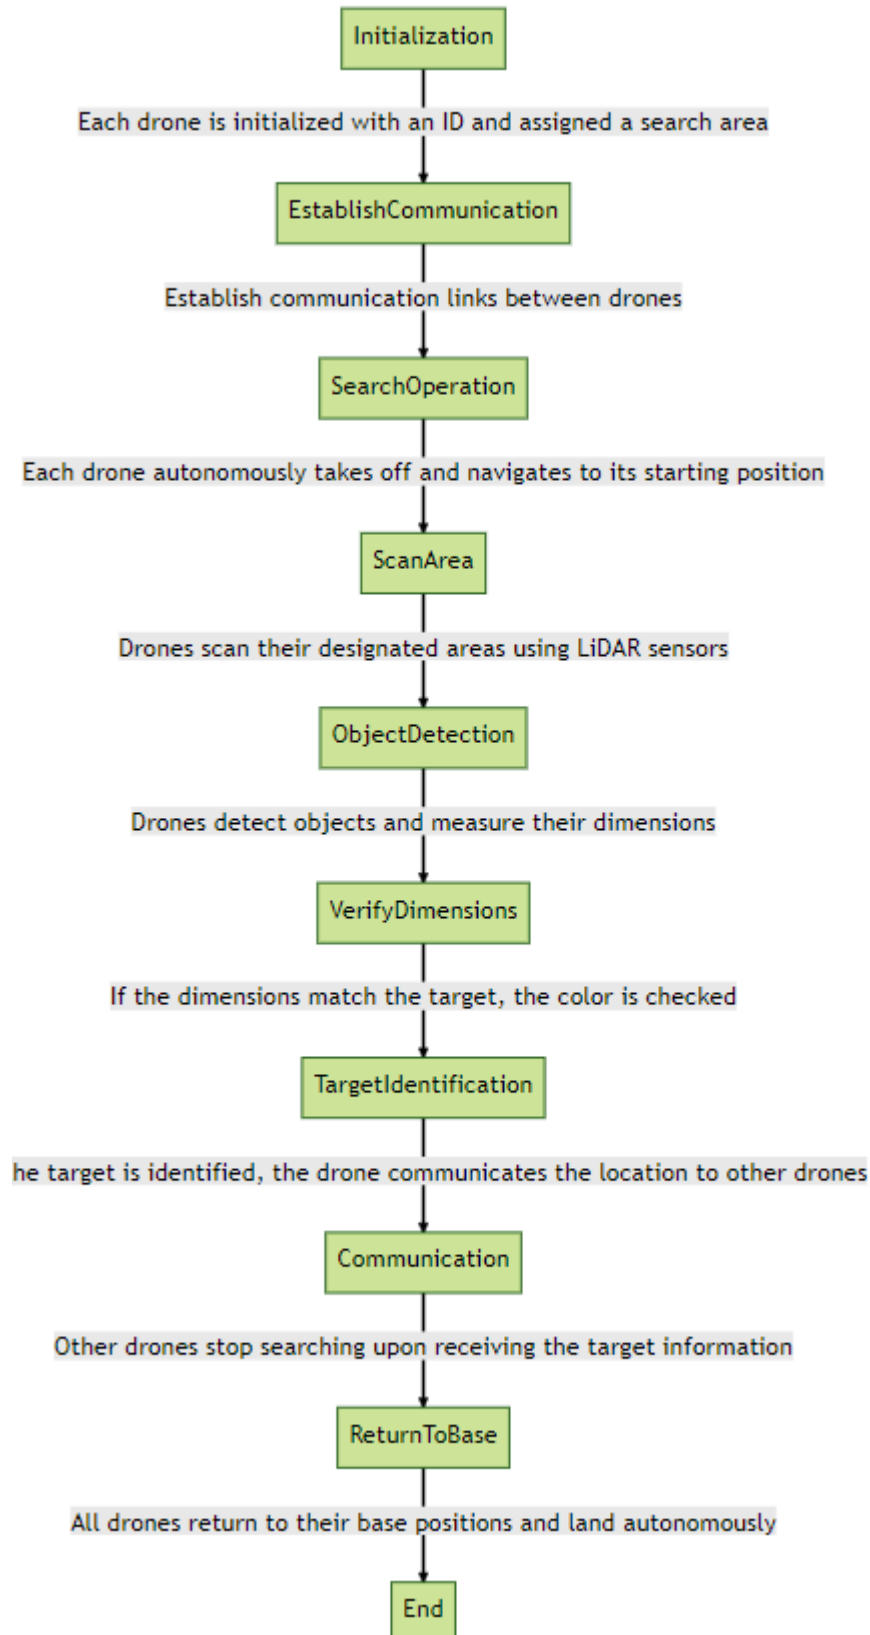 Initialization
Each drone is initialized with an ID and assigned a search area
EstablishCommunication
Establish communication links between drones
SearchOperation
Each drone autonomously takes off and navigates to its starting position
ScanArea
Drones scan their designated areas using LiDAR sensors
ObjectDetection
Drones detect objects and measure their dimensions
VerifyDimensions
If the dimensions match the target, the color is checked
TargetIdentification
he target is identified, the drone communicates the location to other drones
Communication
Other drones stop searching upon receiving the target information
ReturnToBase
All drones return to their base positions and land autonomously
End